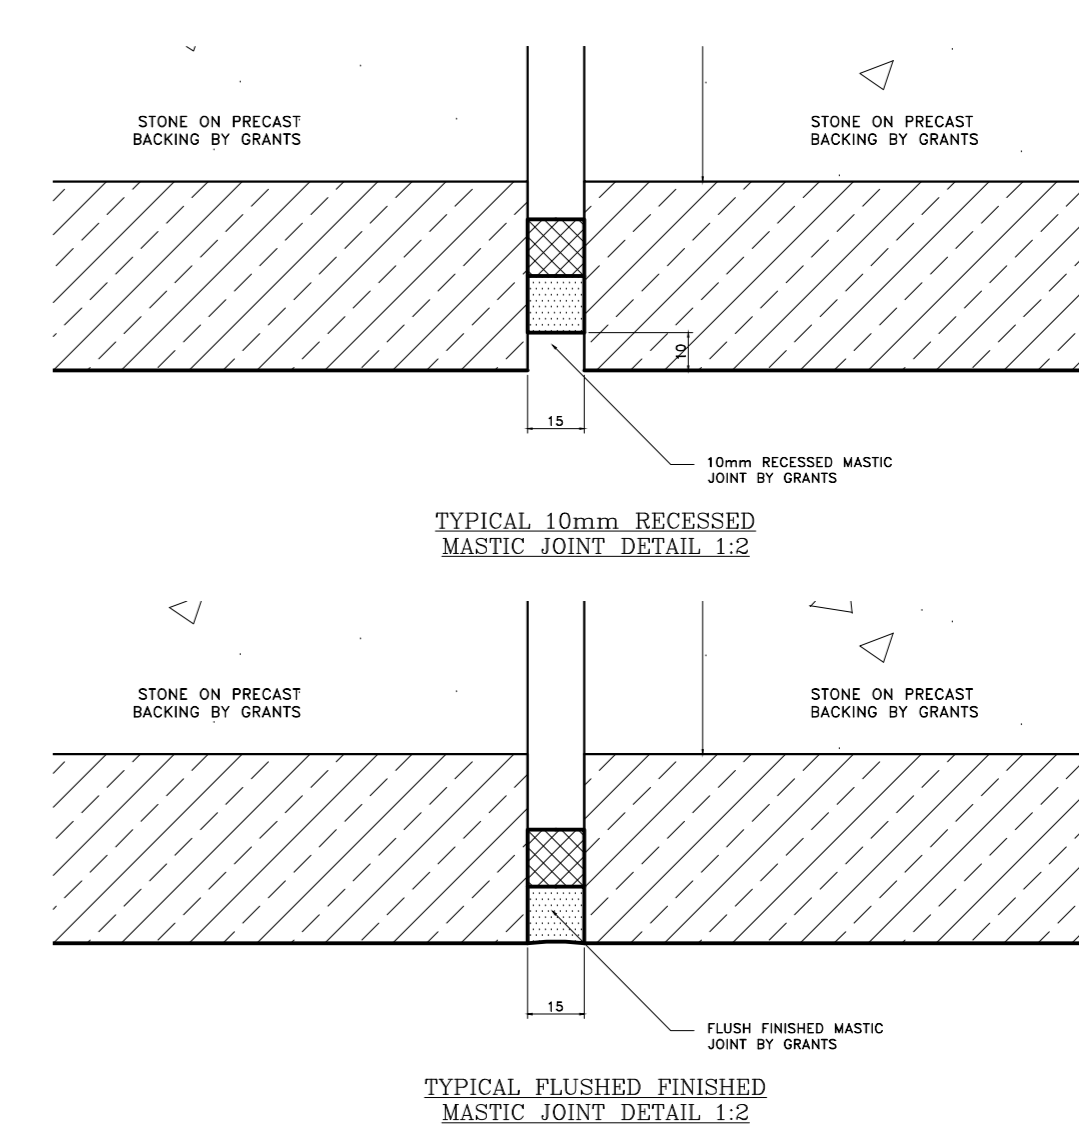 STONE ON PRECAST
BACKING BY GRANTS
STONE ON PRECAST
BACKING BY GRANTS
10
15
10mm RECESSED MASTIC
JOINT BY GRANTS
TYPICAL 10mm RECESSED
MASTIC JOINT DETAIL 1:2
STONE ON PRECAST
BACKING BY GRANTS
STONE ON PRECAST
BACKING BY GRANTS
15
FLUSH FINISHED MASTIC
JOINT BY GRANTS
TYPICAL FLUSHED FINISHED
MASTIC JOINT DETAIL 1:2